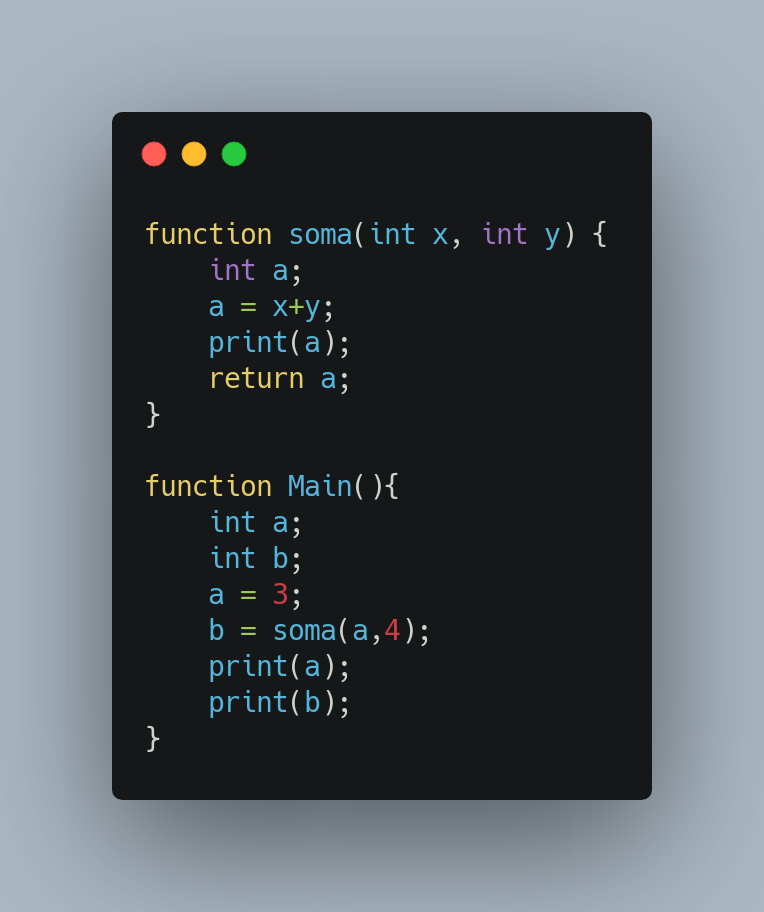 function soma(int x, int y) {
    int a;
    a = x+y;
    print(a);
    return a;
}

function Main(){
    int a;
    int b;
    a = 3;
    b = soma(a,4);
    print(a);
    print(b);
}